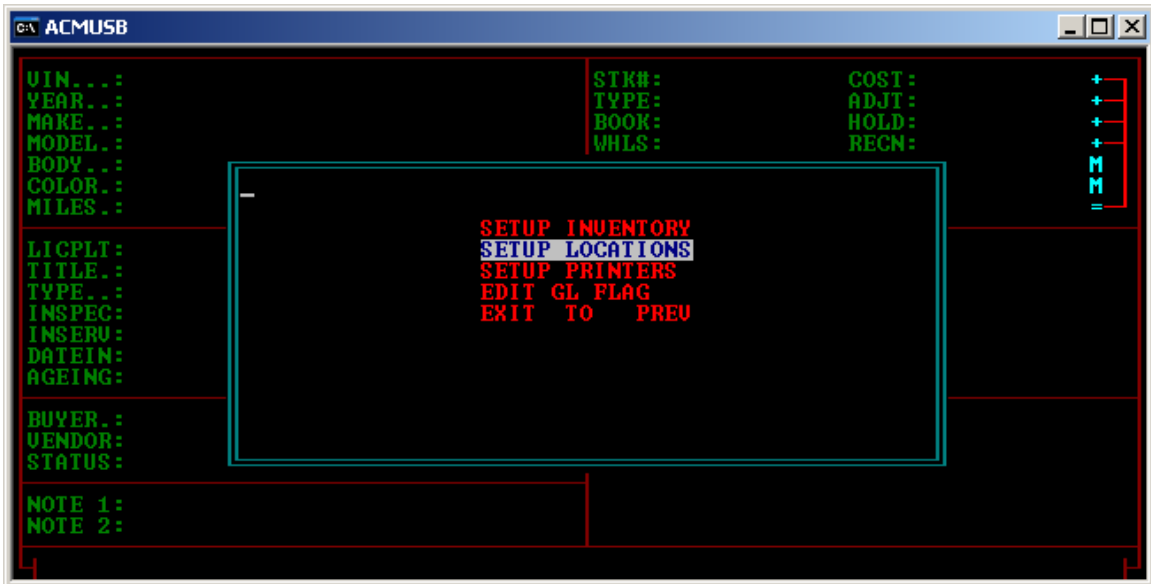 C:\ ACMUSB
VIN...: STK#: COST: +
YEAR..: TYPE: ADJT: +
MAKE..: BOOK: HOLD: +
MODEL.: WHLS: RECN: +
BODY..: M
COLOR.: M
MILES.: =
SETUP INVENTORY
SETUP LOCATIONS
SETUP PRINTERS
EDIT GL FLAG
EXIT TO PREV
LICPLT:
TITLE.:
TYPE..:
INSPEC:
INSERV:
DATEIN:
AGEING:
BUYER.:
VENDOR:
STATUS:
NOTE 1:
NOTE 2: